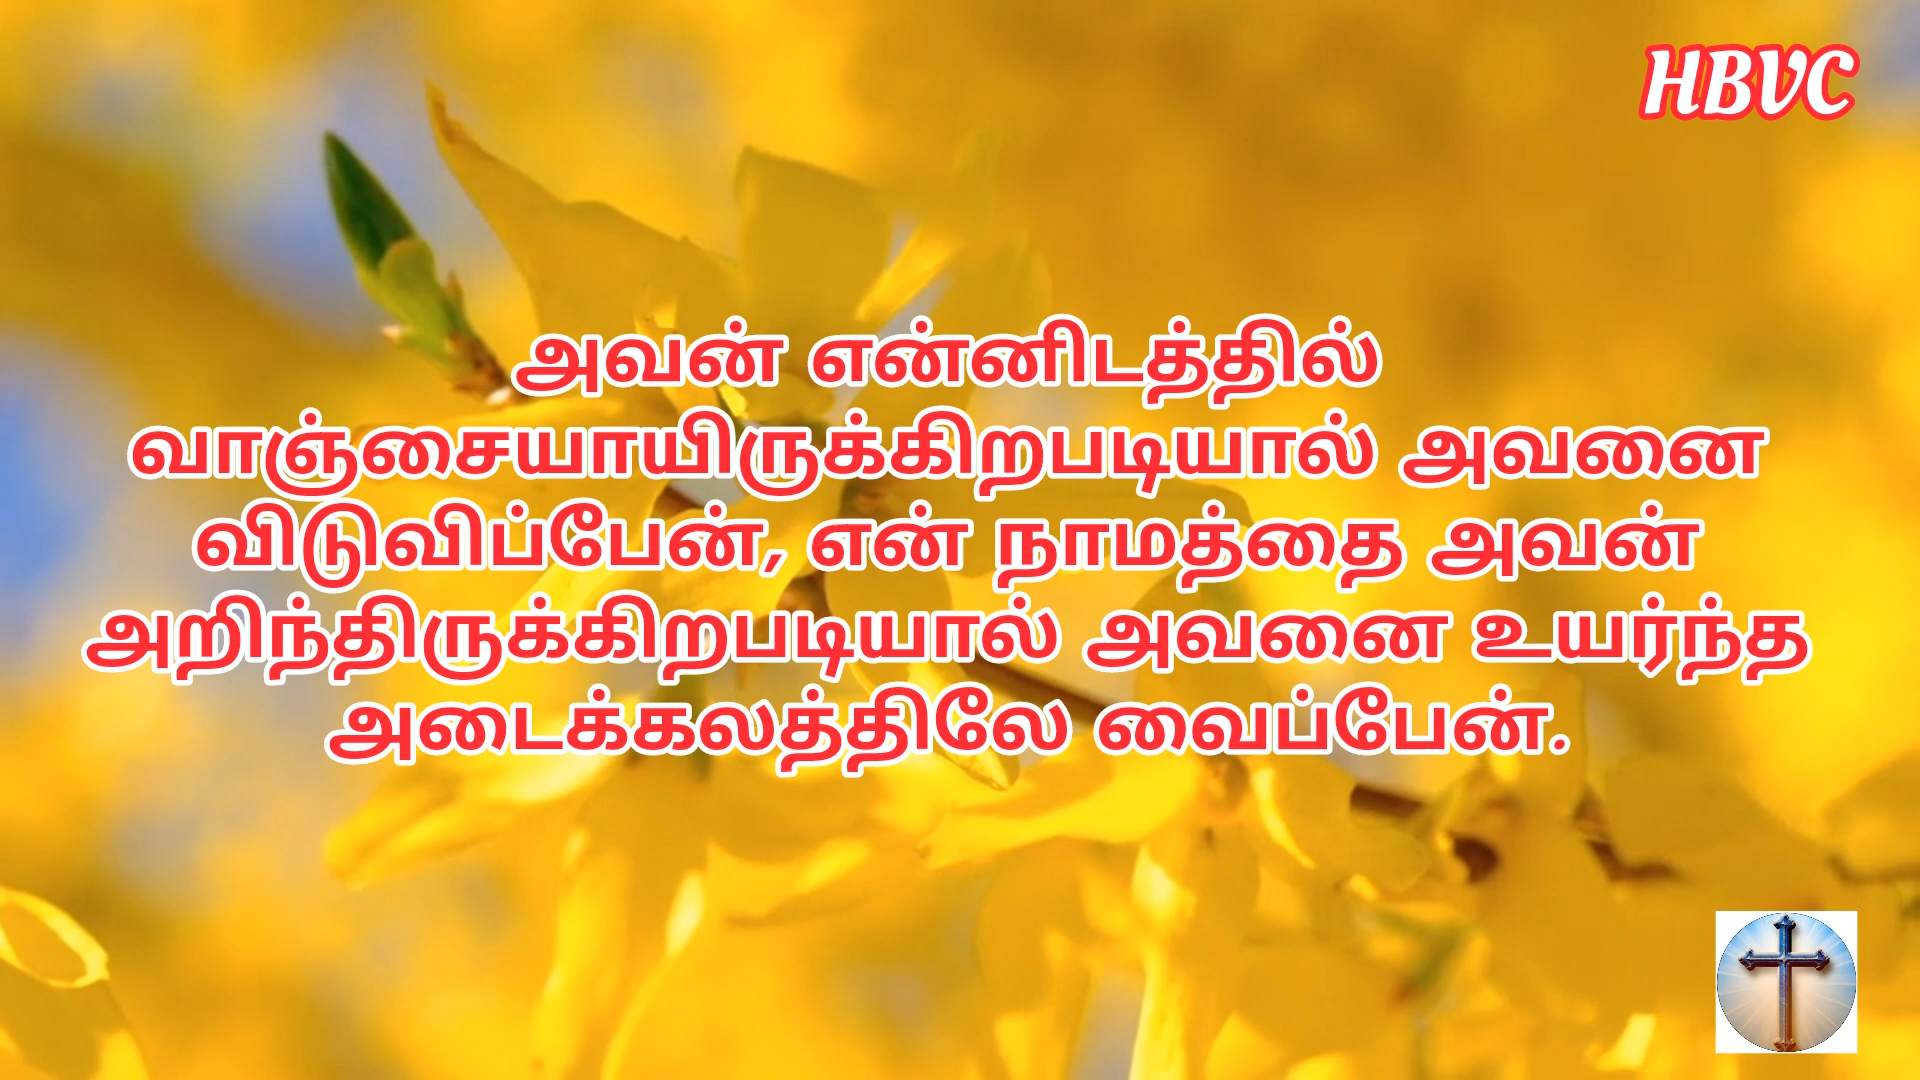 HBVC
அவன் என்னிடத்தில்
வாஞ்சையாயிருக்கிறபடியால் அவனை
விடுவிப்பேன், என் நாமத்தை அவன்
அறிந்திருக்கிறபடியால் அவனை உயர்ந்த
அடைக்கலத்திலே வைப்பேன்.